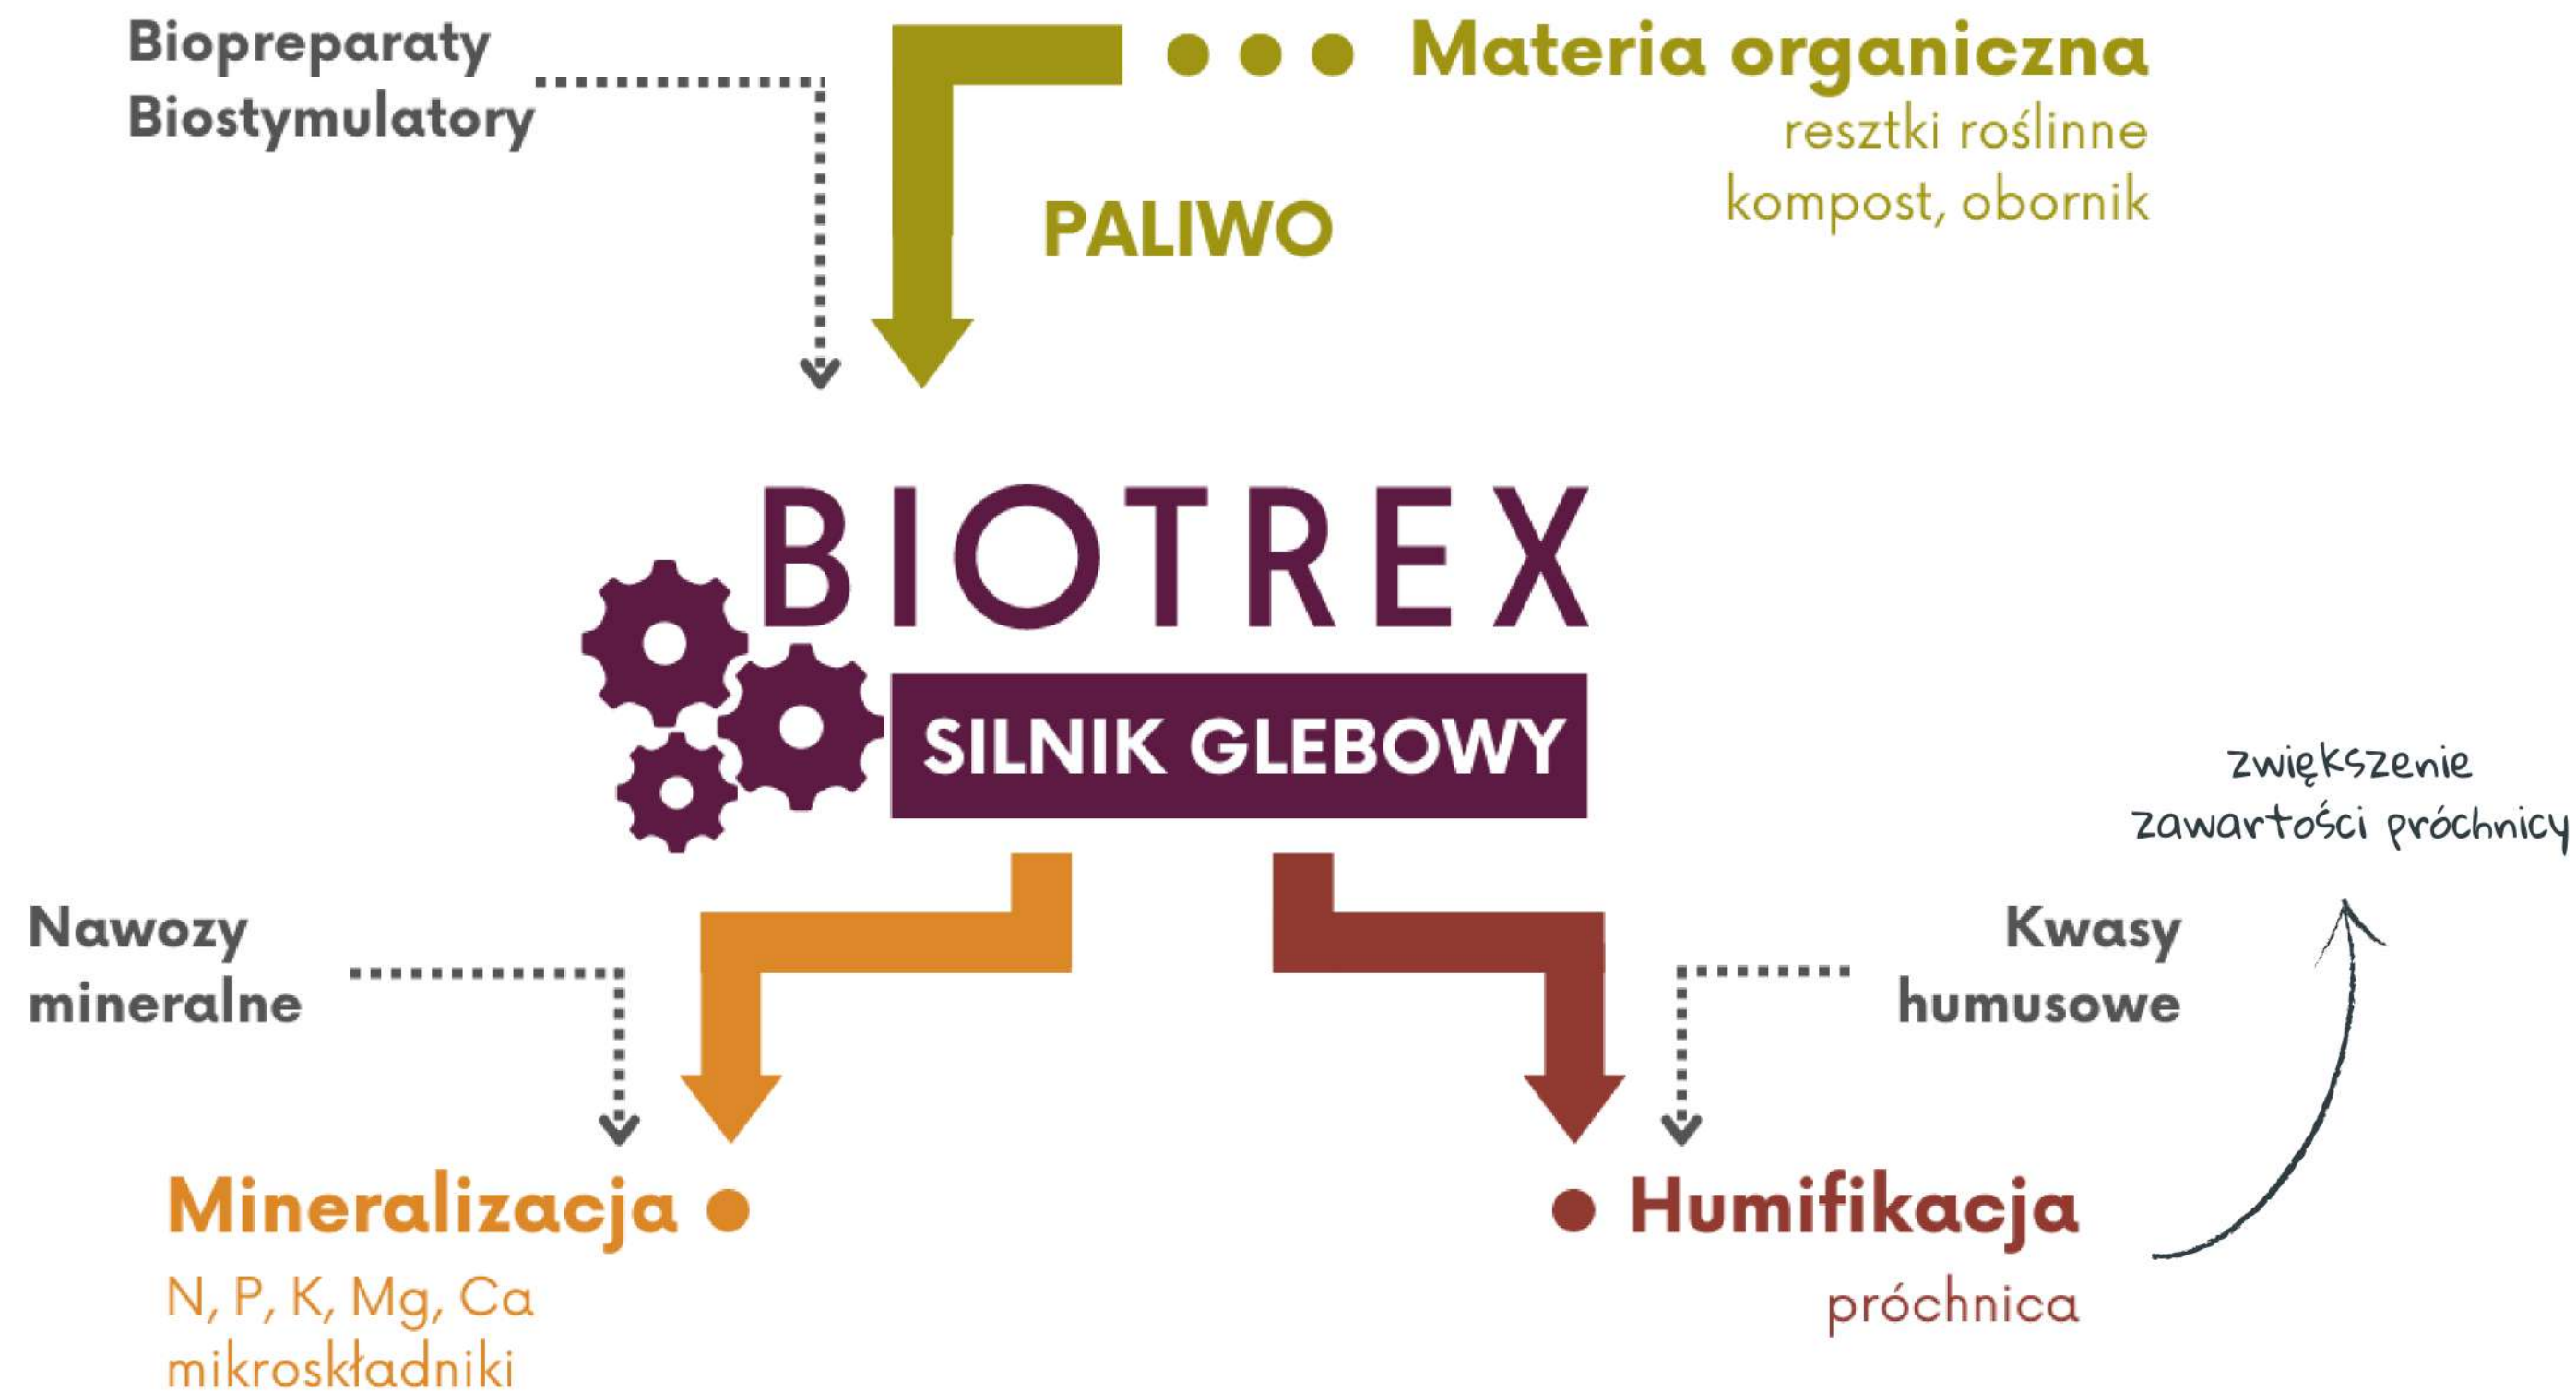 Biopreparaty
Biostymulatory
Materia organiczna
resztki roślinne
kompost, obornik
PALIWO
BIOTREX
SILNIK GLEBOWY
zwiększenie
zawartości próchnicy
Nawozy
mineralne
Kwasy
humusowe
Mineralizacja
N, P, K, Mg, Ca
mikroskładniki
Humifikacja
próchnica